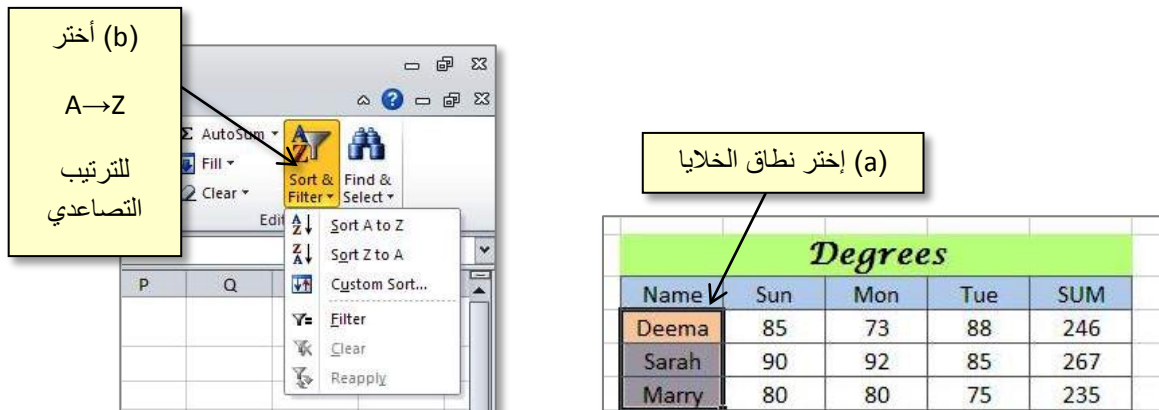 (b) أختر
A→Z
للترتيب
التصاعدي
Σ AutoSum
Fill
Clear
Sort &
Filter
Find &
Select
Edit
Sort A to Z
Sort Z to A
Custom Sort...
Filter
Clear
Reapply
P Q
(a) إختر نطاق الخلايا
Degrees
Name Sun Mon Tue SUM
Deema 85 73 88 246
Sarah 90 92 85 267
Marry 80 80 75 235